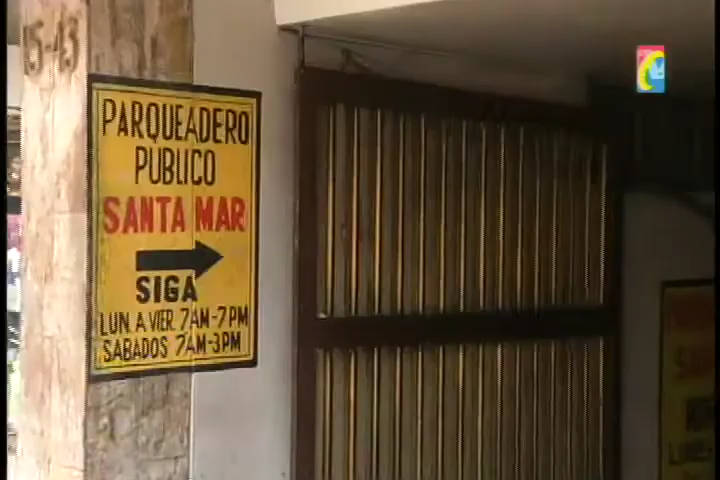 15-43
PARQUEADERO
PUBLICO
SANTA MAR
SIGA
LUN. A VIER. 7AM-7PM
SABADOS 7AM-3PM